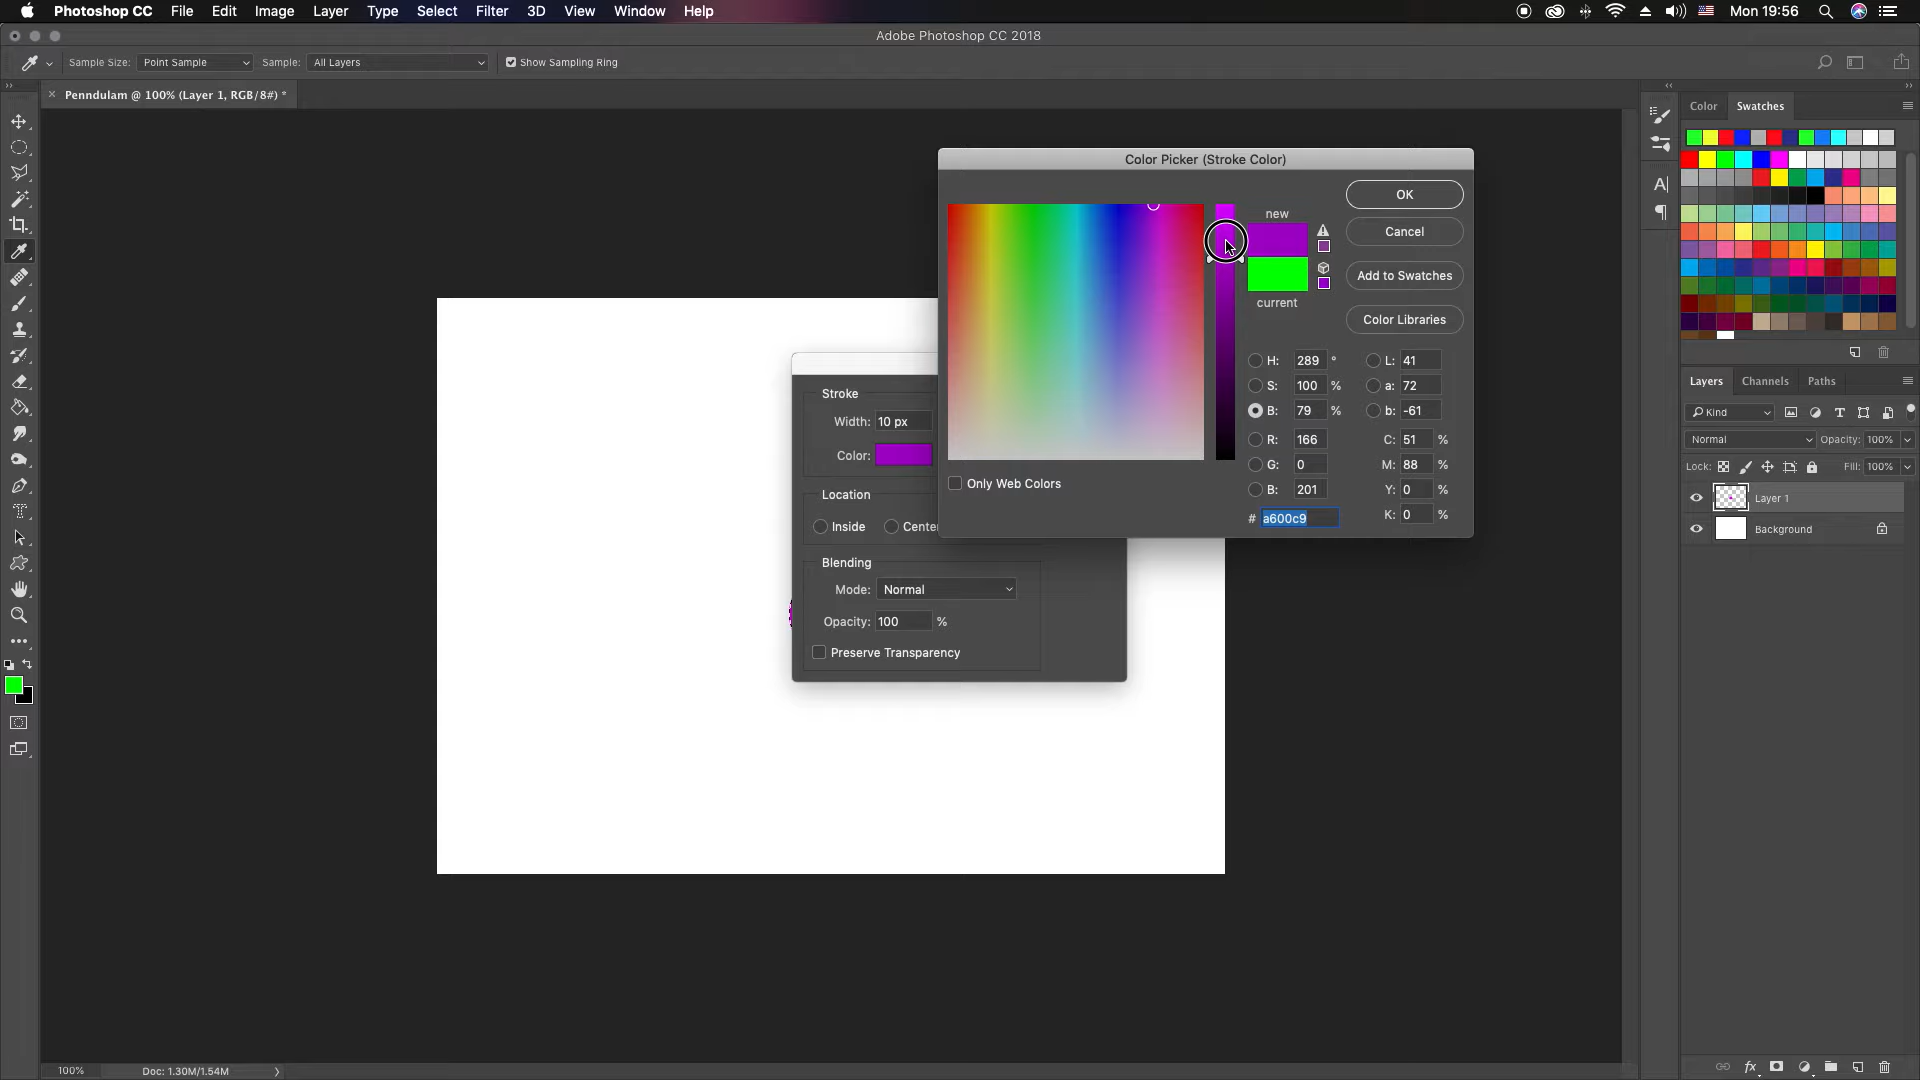 Photoshop CC File Edit Image Layer Type Select Filter 3D View Window Help Mon 19:56
Adobe Photoshop CC 2018
Sample Size: Point Sample Sample: All Layers Show Sampling Ring
Penndulam @ 100% (Layer 1, RGB/8#) *
Color Swatches
Color Picker (Stroke Color)
OK
new
Cancel
Add to Swatches
current
Color Libraries
H: 289 ° L: 41
S: 100 % a: 72
B: 79 % b: -61
R: 166 C: 51 %
G: 0 M: 88 %
B: 201 Y: 0 %
# a600c9 K: 0 %
Only Web Colors
Stroke
Width: 10 px
Color:
Location
Inside Center
Blending
Mode: Normal
Opacity: 100 %
Preserve Transparency
Layers Channels Paths
Kind
Normal Opacity: 100%
Lock: Fill: 100%
Layer 1
Background
100% Doc: 1.30M/1.54M